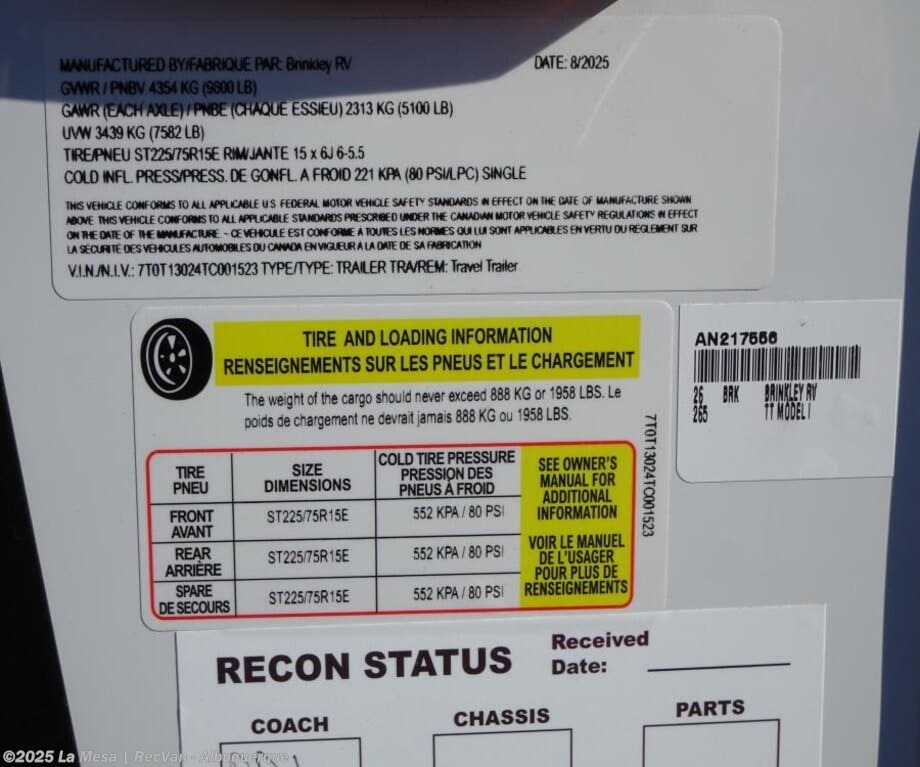 MANUFACTURED BY/FABRIQUE PAR: Brinkley RV DATE: 8/2025
GVWR / PNBV 4354 KG (9800 LB)
GAWR (EACH AXLE) / PNBE (CHAQUE ESSIEU) 2313 KG (5100 LB)
UVW 3439 KG (7582 LB)
TIRE/PNEU ST225/75R15E RIM/JANTE 15 x 6J 6-5.5
COLD INFL. PRESS/PRESS. DE GONFL. A FROID 221 KPA (80 PSI/LPC) SINGLE
THIS VEHICLE CONFORMS TO ALL APPLICABLE U.S FEDERAL MOTOR VEHICLE SAFETY STANDARDS IN EFFECT ON THE DATE OF MANUFACTURE SHOWN
ABOVE THIS VEHICLE CONFORMS TO ALL APPLICABLE STANDARDS PRESCRIBED UNDER THE CANADIAN MOTOR VEHICLE SAFETY REGULATIONS IN EFFECT
ON THE DATE OF THE MANUFACTURE - CE VEHICULE EST CONFORME A TOUTES LES NORMES QUI LUI SONT APPLICABLES EN VERTU DU REGLEMENT SUR
LA SECURITE DES VEHICULES AUTOMOBILES DU CANADA EN VIGUEUR A LA DATE DE SA FABRICATION
V.I.N./N.I.V.: 7T0T13024TC001523 TYPE/TYPE: TRAILER TRA/REM: Travel Trailer
TIRE AND LOADING INFORMATION
RENSEIGNEMENTS SUR LES PNEUS ET LE CHARGEMENT
The weight of the cargo should never exceed 888 KG or 1958 LBS. Le
poids de chargement ne devrait jamais 888 KG ou 1958 LBS.
TIRE
PNEU
SIZE
DIMENSIONS
COLD TIRE PRESSURE
PRESSION DES
PNEUS À FROID
FRONT
AVANT
ST225/75R15E
552 KPA / 80 PSI
REAR
ARRIÈRE
ST225/75R15E
552 KPA / 80 PSI
SPARE
DE SECOURS
ST225/75R15E
552 KPA / 80 PSI
SEE OWNER'S
MANUAL FOR
ADDITIONAL
INFORMATION
VOIR LE MANUEL
DE L'USAGER
POUR PLUS DE
RENSEIGNEMENTS
7T0T13024TC001523
AN217556
26 BRK BRINKLEY RV
265 TT MODEL I
RECON STATUS
Received
Date:
COACH
CHASSIS
PARTS
©2025 La Mesa | RecVan - Albuquerque